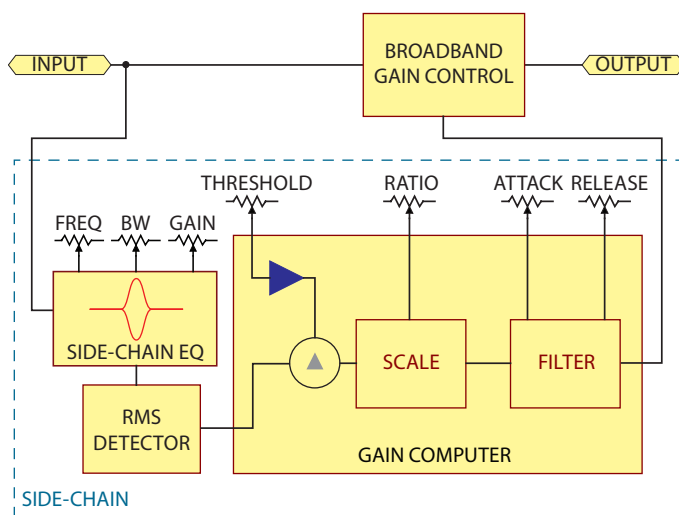 INPUT
BROADBAND
GAIN CONTROL
OUTPUT
THRESHOLD
RATIO
ATTACK
RELEASE
FREQ
BW
GAIN
SIDE-CHAIN EQ
SCALE
FILTER
RMS
DETECTOR
GAIN COMPUTER
SIDE-CHAIN